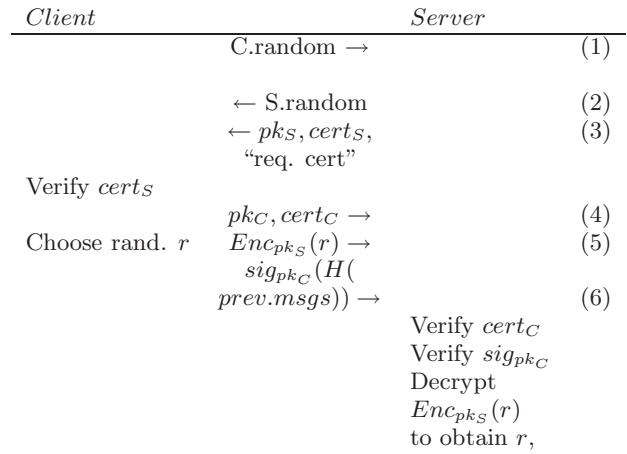 Client Server
C.random → (1)
← S.random (2)
← pk_S, cert_S, (3)
“req. cert”
Verify cert_S
pk_C, cert_C → (4)
Choose rand. r Enc_{pk_S}(r) → (5)
sig_{pk_C}(H(
prev.msgs)) → (6)
Verify cert_C
Verify sig_{pk_C}
Decrypt
Enc_{pk_S}(r)
to obtain r,